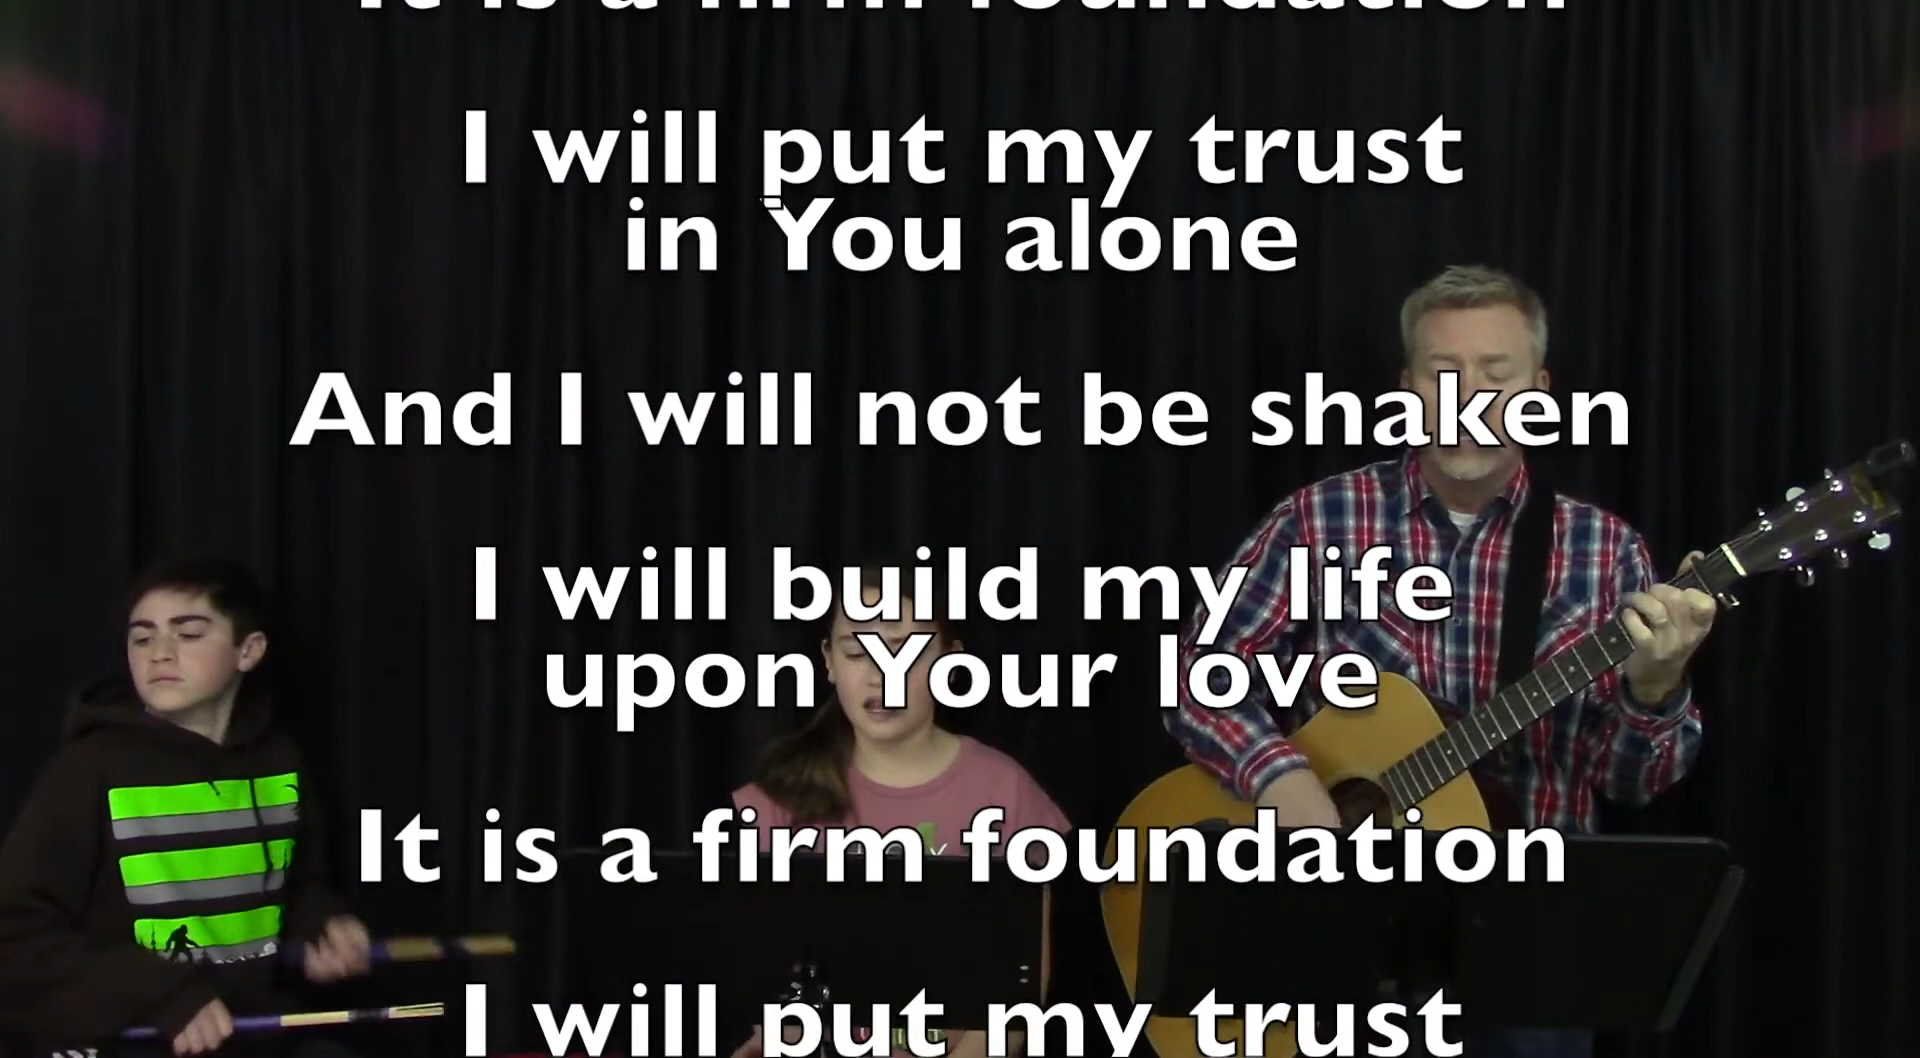 It is a firm foundation
I will put my trust
in You alone
And I will not be shaken
I will build my life
upon Your love
It is a firm foundation
I will put my trust